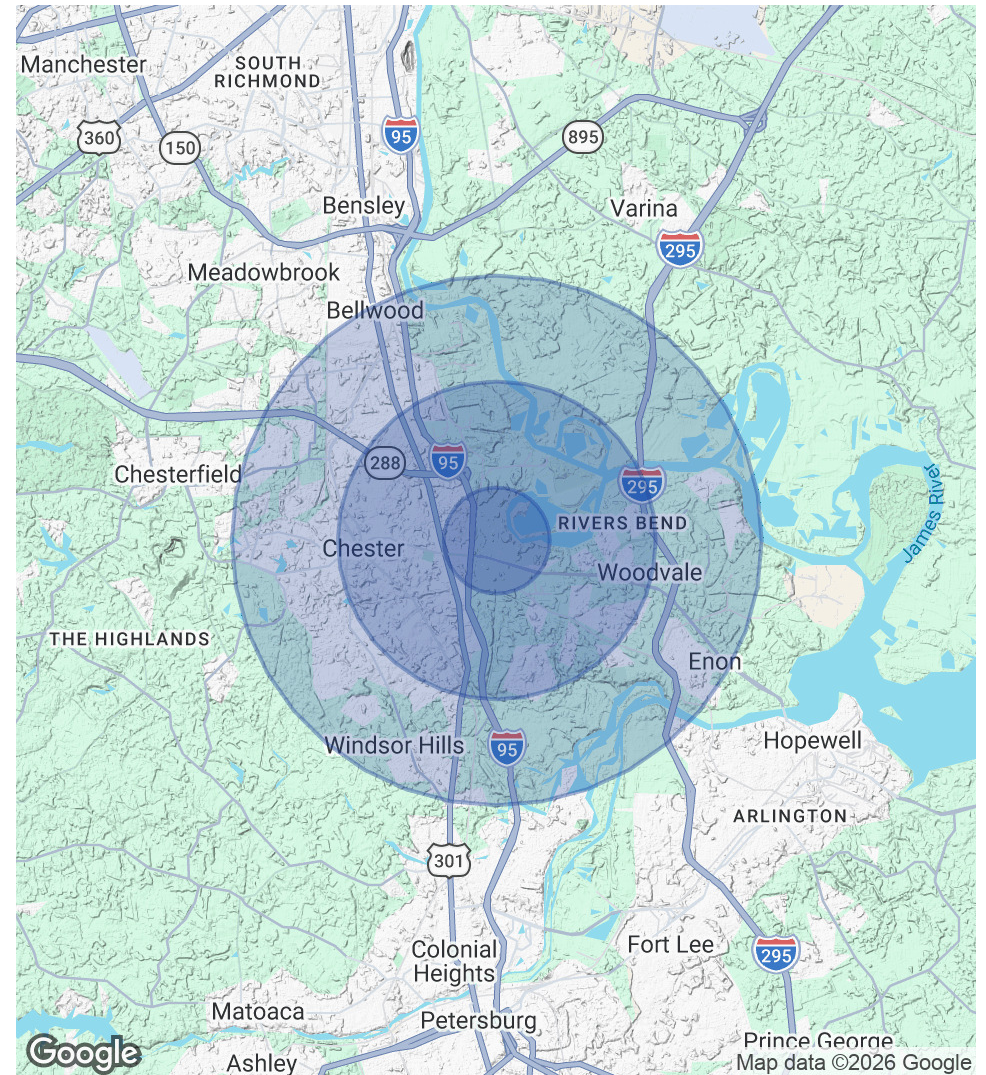 Manchester
SOUTH
RICHMOND
360
150
95
895
Bensley
Varina
295
Meadowbrook
Bellwood
Chesterfield
288
95
295
RIVERS BEND
James River
Chester
Woodvale
THE HIGHLANDS
Enon
Windsor Hills
95
Hopewell
ARLINGTON
301
Colonial
Heights
Fort Lee
295
Matoaca
Petersburg
Prince George
Ashley
Google
Map data ©2026 Google